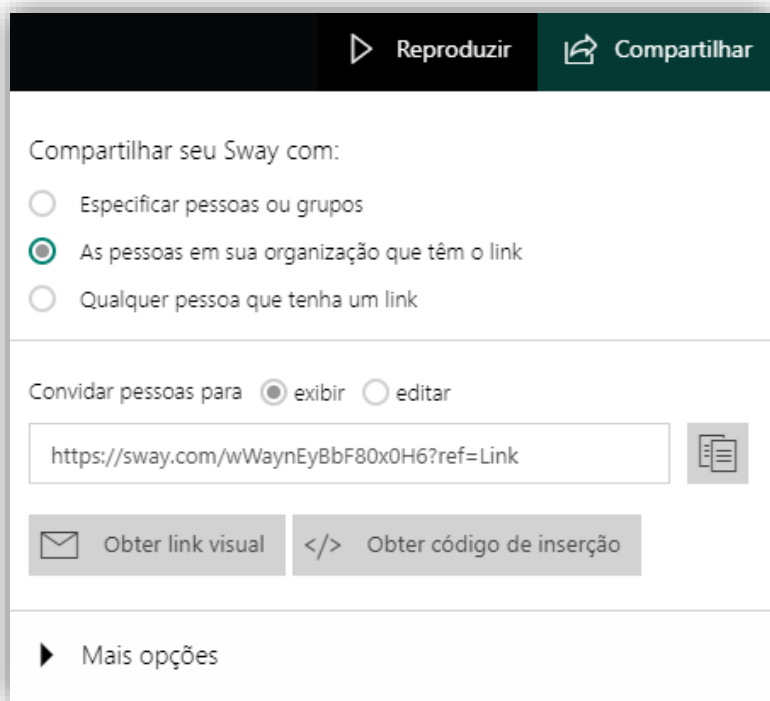 Reproduzir
Compartilhar
Compartilhar seu Sway com:
Especificar pessoas ou grupos
As pessoas em sua organização que têm o link
Qualquer pessoa que tenha um link
Convidar pessoas para exibir editar
https://sway.com/wWaynEyBbF80x0H6?ref=Link
Obter link visual </> Obter código de inserção
Mais opções